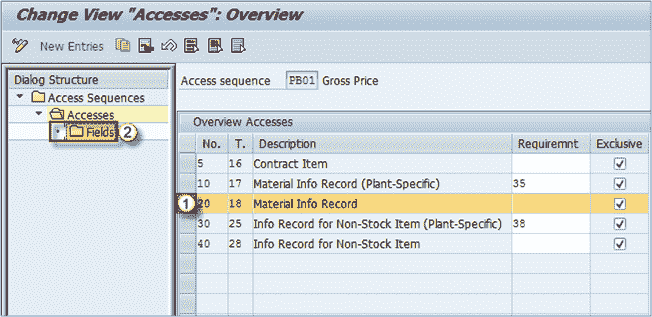 Change View "Accesses": Overview
New Entries
Dialog Structure
Access Sequences
Accesses
Fields 2
Access sequence PB01 Gross Price
Overview Accesses
No. T. Description Requiremnt Exclusive
5 16 Contract Item
10 17 Material Info Record (Plant-Specific) 35
1 20 18 Material Info Record
30 25 Info Record for Non-Stock Item (Plant-Specific) 38
40 28 Info Record for Non-Stock Item